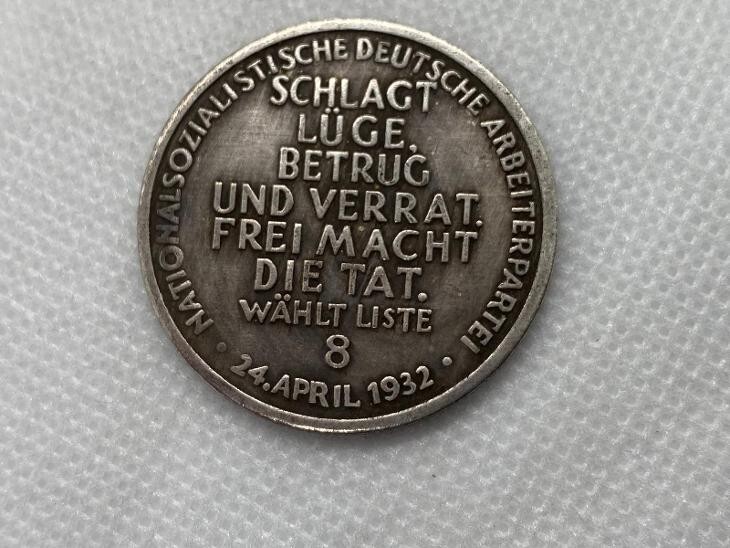 NATIONALSOZIALISTISCHE DEUTSCHE ARBEITERPARTEI
SCHLAGT
LÜGE,
BETRUG
UND VERRAT.
FREI MACHT
DIE TAT.
WÄHLT LISTE
8
• 24. APRIL 1932 •